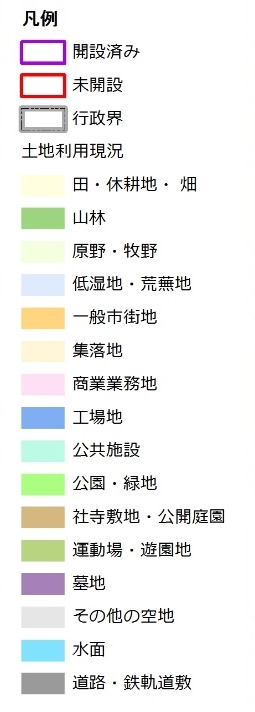 凡例
開設済み
未開設
行政界
土地利用現況
田・休耕地・ 畑
山林
原野・牧野
低湿地・荒蕪地
一般市街地
集落地
商業業務地
工場地
公共施設
公園・緑地
社寺敷地・公開庭園
運動場・遊園地
墓地
その他の空地
水面
道路・鉄軌道敷